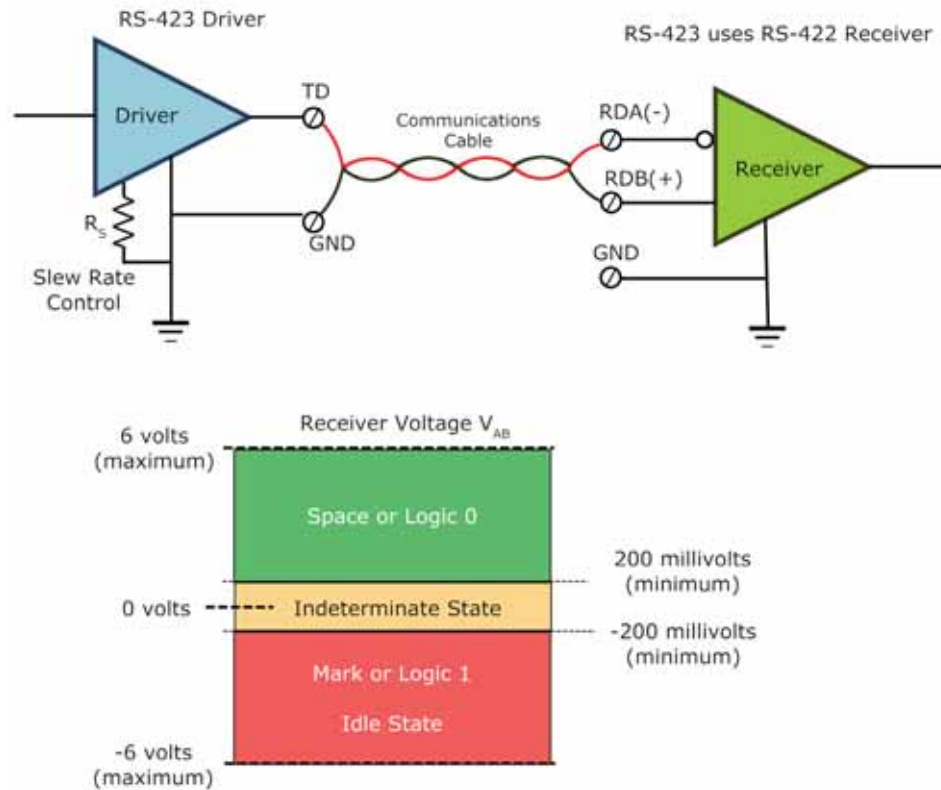 RS-423 Driver
RS-423 uses RS-422 Receiver
TD
Driver
Communications
Cable
RDA(-)
RDB(+)
Receiver
R_S
GND
GND
Slew Rate
Control
Receiver Voltage V_AB
6 volts
(maximum)
Space or Logic 0
200 millivolts
(minimum)
0 volts
Indeterminate State
-200 millivolts
(minimum)
Mark or Logic 1
Idle State
-6 volts
(maximum)